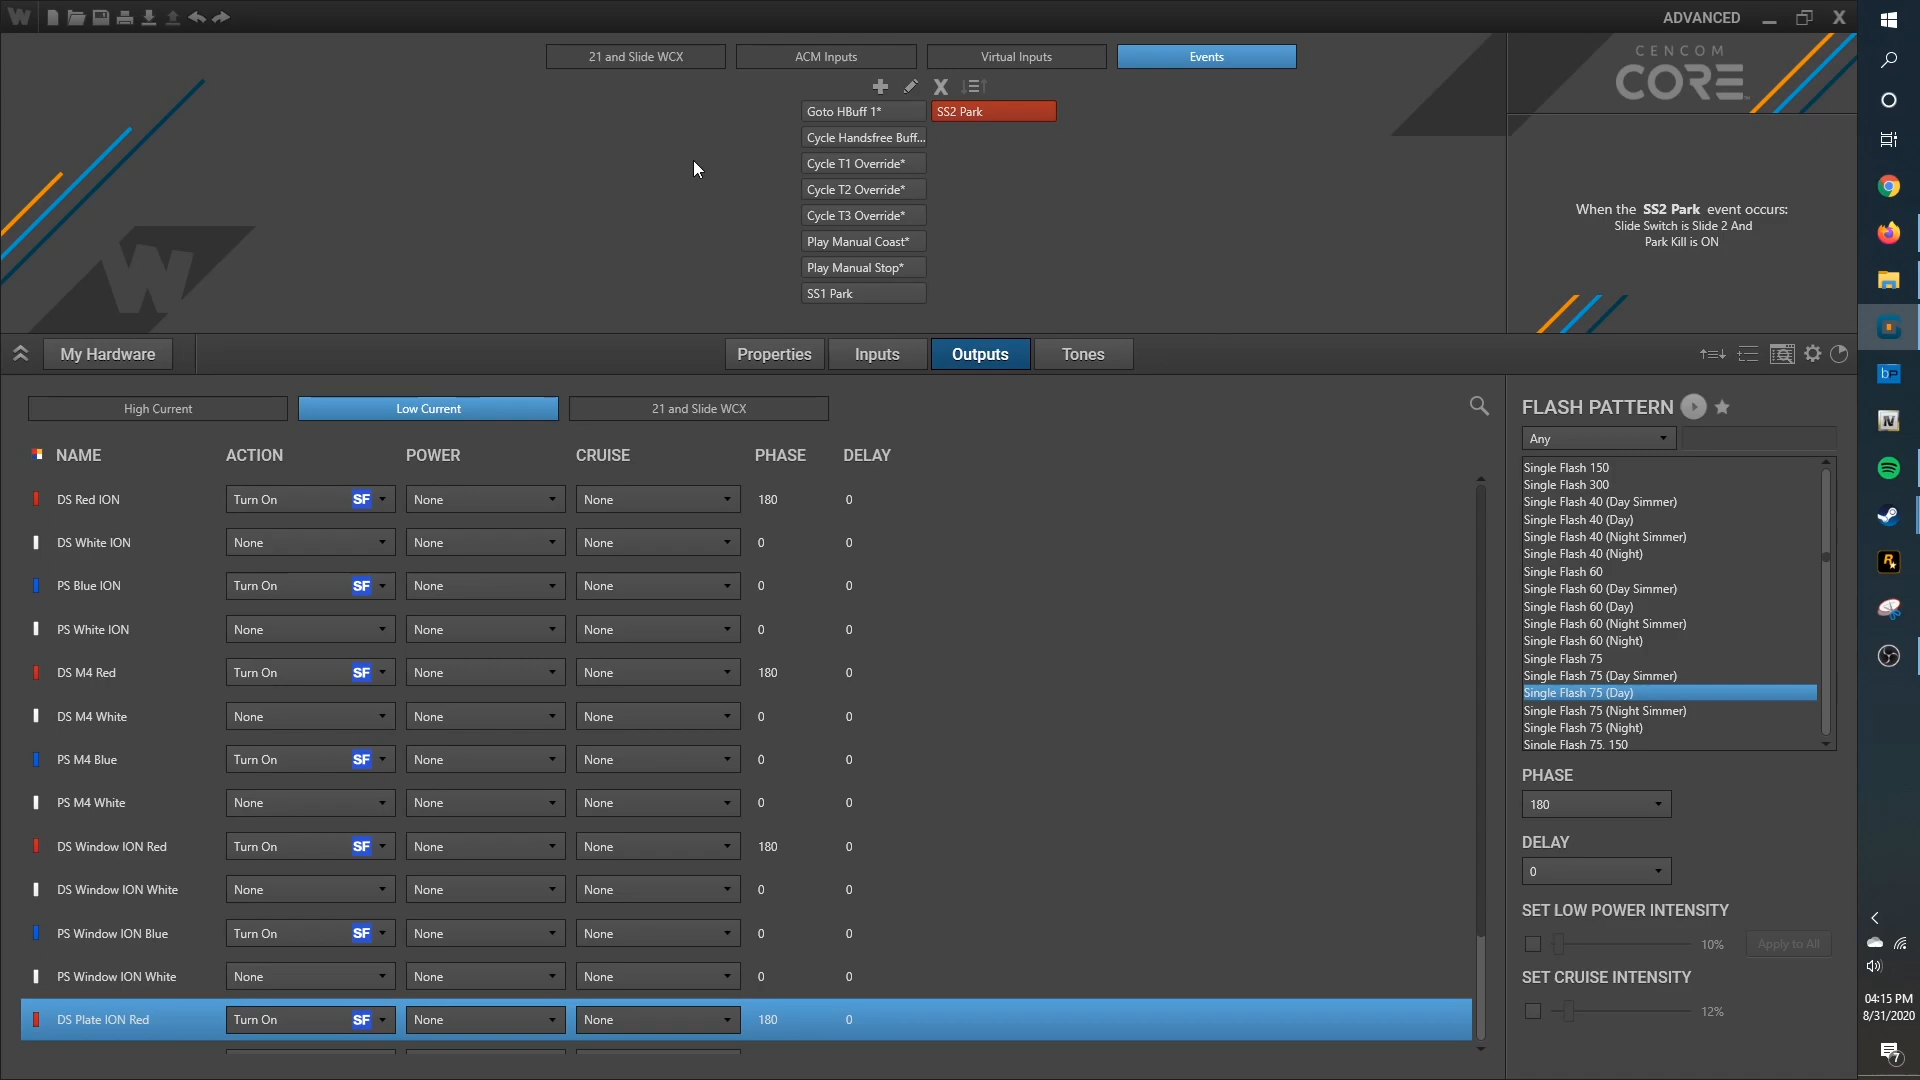 ADVANCED
21 and Slide WCX
ACM Inputs
Virtual Inputs
Events
CENCOM
CORE
Goto HBuff 1*
SS2 Park
Cycle Handsfree Buff...
Cycle T1 Override*
Cycle T2 Override*
Cycle T3 Override*
Play Manual Coast*
Play Manual Stop*
SS1 Park
When the SS2 Park event occurs:
Slide Switch is Slide 2 And
Park Kill is ON
My Hardware
Properties
Inputs
Outputs
Tones
High Current
Low Current
21 and Slide WCX
NAME ACTION POWER CRUISE PHASE DELAY
DS Red ION Turn On SF None None 180 0
DS White ION None None None 0 0
PS Blue ION Turn On SF None None 0 0
PS White ION None None None 0 0
DS M4 Red Turn On SF None None 180 0
DS M4 White None None None 0 0
PS M4 Blue Turn On SF None None 0 0
PS M4 White None None None 0 0
DS Window ION Red Turn On SF None None 180 0
DS Window ION White None None None 0 0
PS Window ION Blue Turn On SF None None 0 0
PS Window ION White None None None 0 0
DS Plate ION Red Turn On SF None None 180 0
FLASH PATTERN
Any
Single Flash 150
Single Flash 300
Single Flash 40 (Day Simmer)
Single Flash 40 (Day)
Single Flash 40 (Night Simmer)
Single Flash 40 (Night)
Single Flash 60
Single Flash 60 (Day Simmer)
Single Flash 60 (Day)
Single Flash 60 (Night Simmer)
Single Flash 60 (Night)
Single Flash 75
Single Flash 75 (Day Simmer)
Single Flash 75 (Day)
Single Flash 75 (Night Simmer)
Single Flash 75 (Night)
Single Flash 75, 150
PHASE
180
DELAY
0
SET LOW POWER INTENSITY
10% Apply to All
SET CRUISE INTENSITY
12%
bP
IV
R
04:15 PM
8/31/2020
7